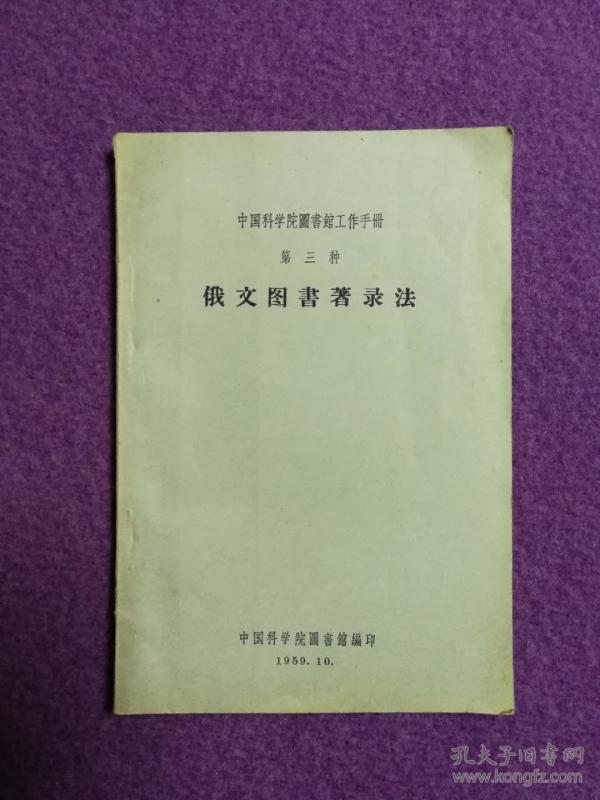 中国科学院圖書館工作手冊
第三种
俄文图書著录法
中国科学院圖書館編印
1959.10.
孔夫子旧书网
www.kongfz.com